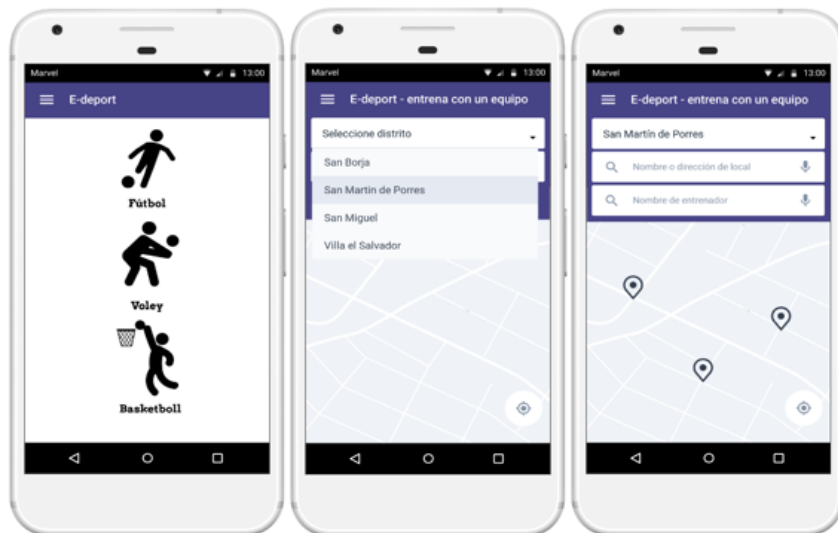 Marvel 13:00
E-deport
Fútbol
Voley
Basketboll
Marvel 13:00
E-deport - entrena con un equipo
Seleccione distrito
San Borja
San Martin de Porres
San Miguel
Villa el Salvador
Marvel 13:00
E-deport - entrena con un equipo
San Martín de Porres
Nombre o dirección de local
Nombre de entrenador